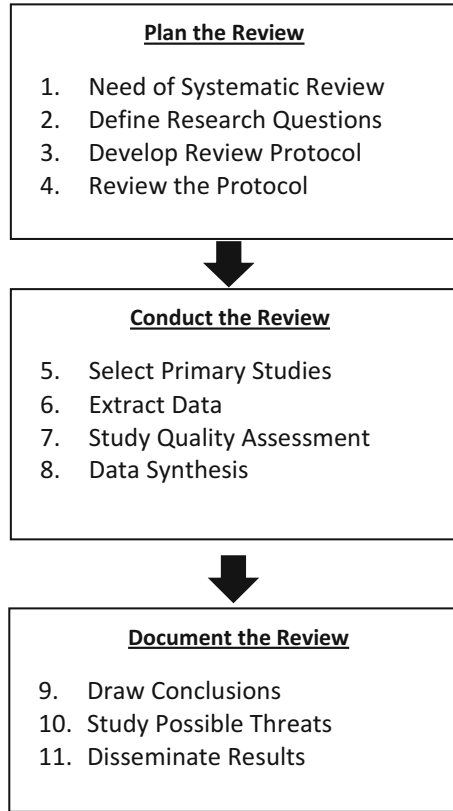 Plan the Review
1. Need of Systematic Review
2. Define Research Questions
3. Develop Review Protocol
4. Review the Protocol
Conduct the Review
5. Select Primary Studies
6. Extract Data
7. Study Quality Assessment
8. Data Synthesis
Document the Review
9. Draw Conclusions
10. Study Possible Threats
11. Disseminate Results